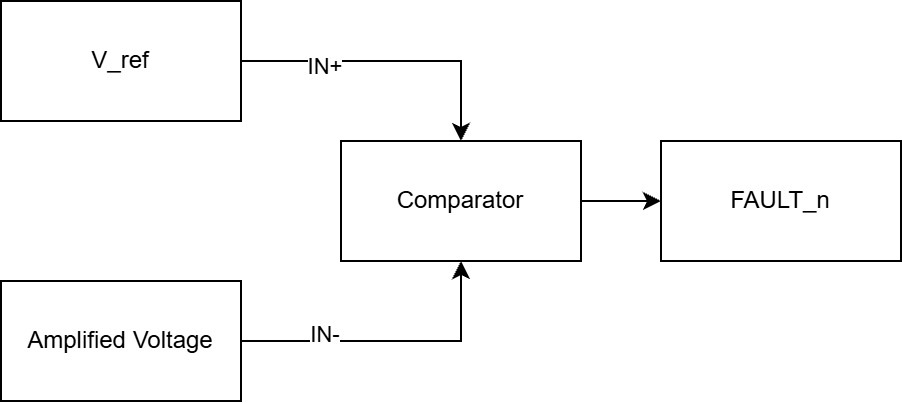 V_ref
IN+
Comparator
FAULT_n
Amplified Voltage
IN-